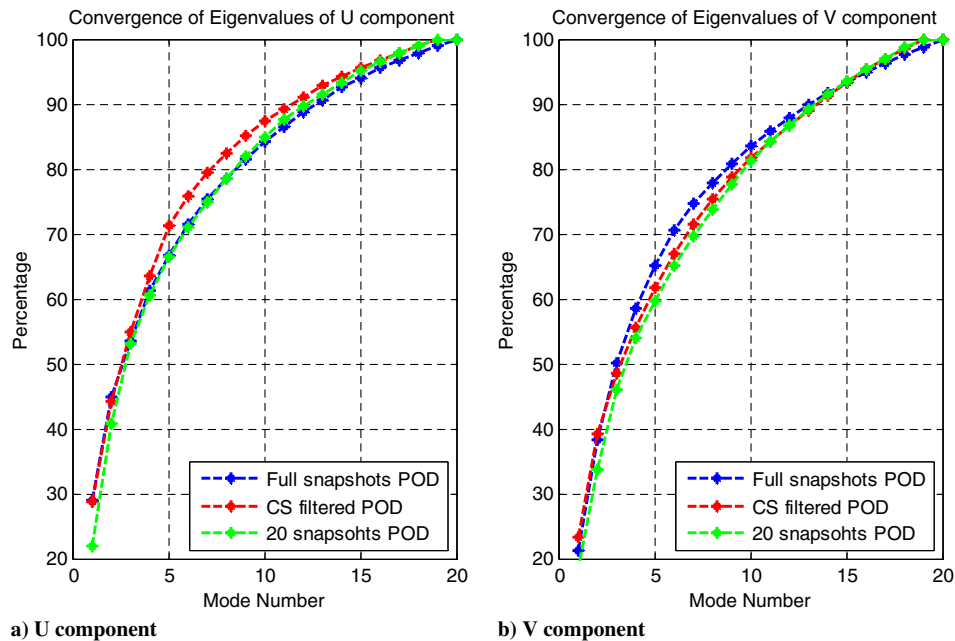 Convergence of Eigenvalues of U component
100
90
80
70
60
50
40
30
20
Percentage
0
5
10
15
20
Mode Number
Full snapshots POD
CS filtered POD
20 snapsohts POD
a) U component
Convergence of Eigenvalues of V component
100
90
80
70
60
50
40
30
20
Percentage
0
5
10
15
20
Mode Number
Full snapshots POD
CS filtered POD
20 snapsohts POD
b) V component